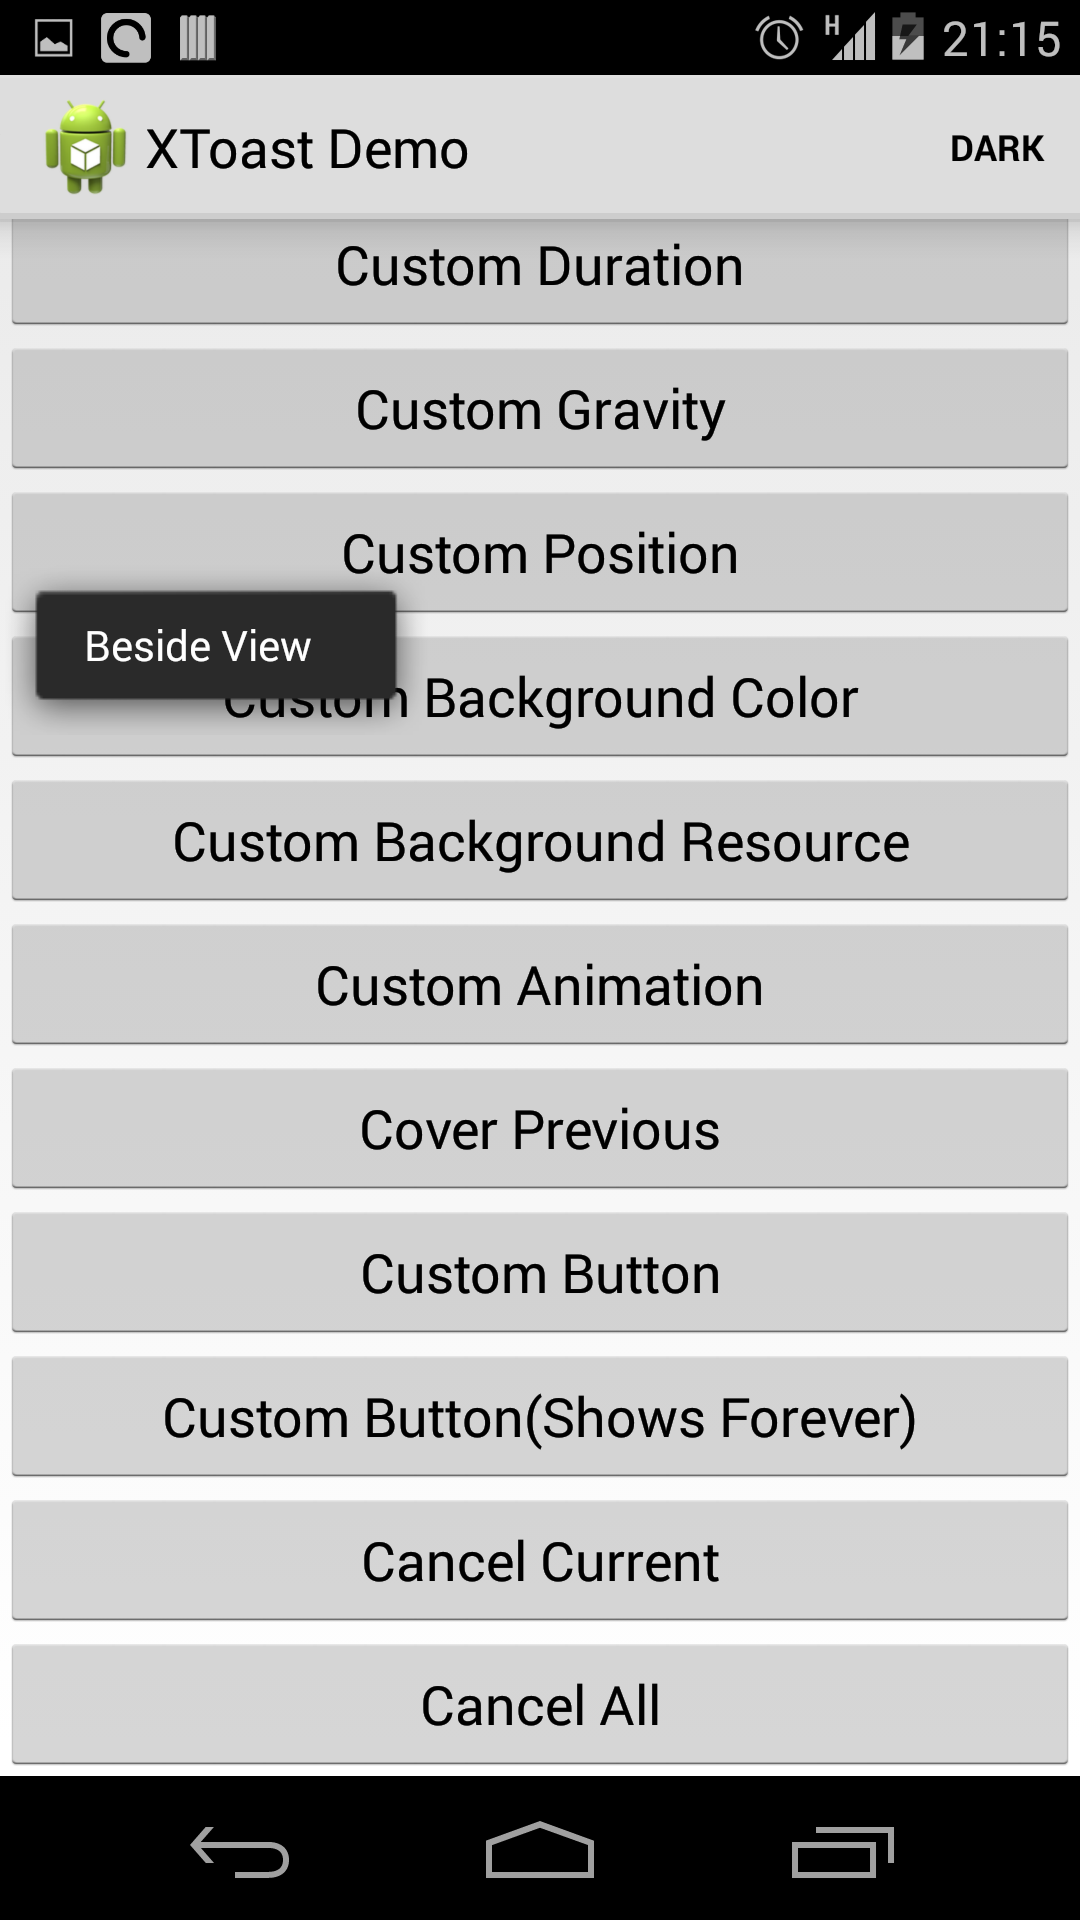 H 21:15
XToast Demo
DARK
Custom Duration
Custom Gravity
Custom Position
Beside View
Custom Background Color
Custom Background Resource
Custom Animation
Cover Previous
Custom Button
Custom Button(Shows Forever)
Cancel Current
Cancel All